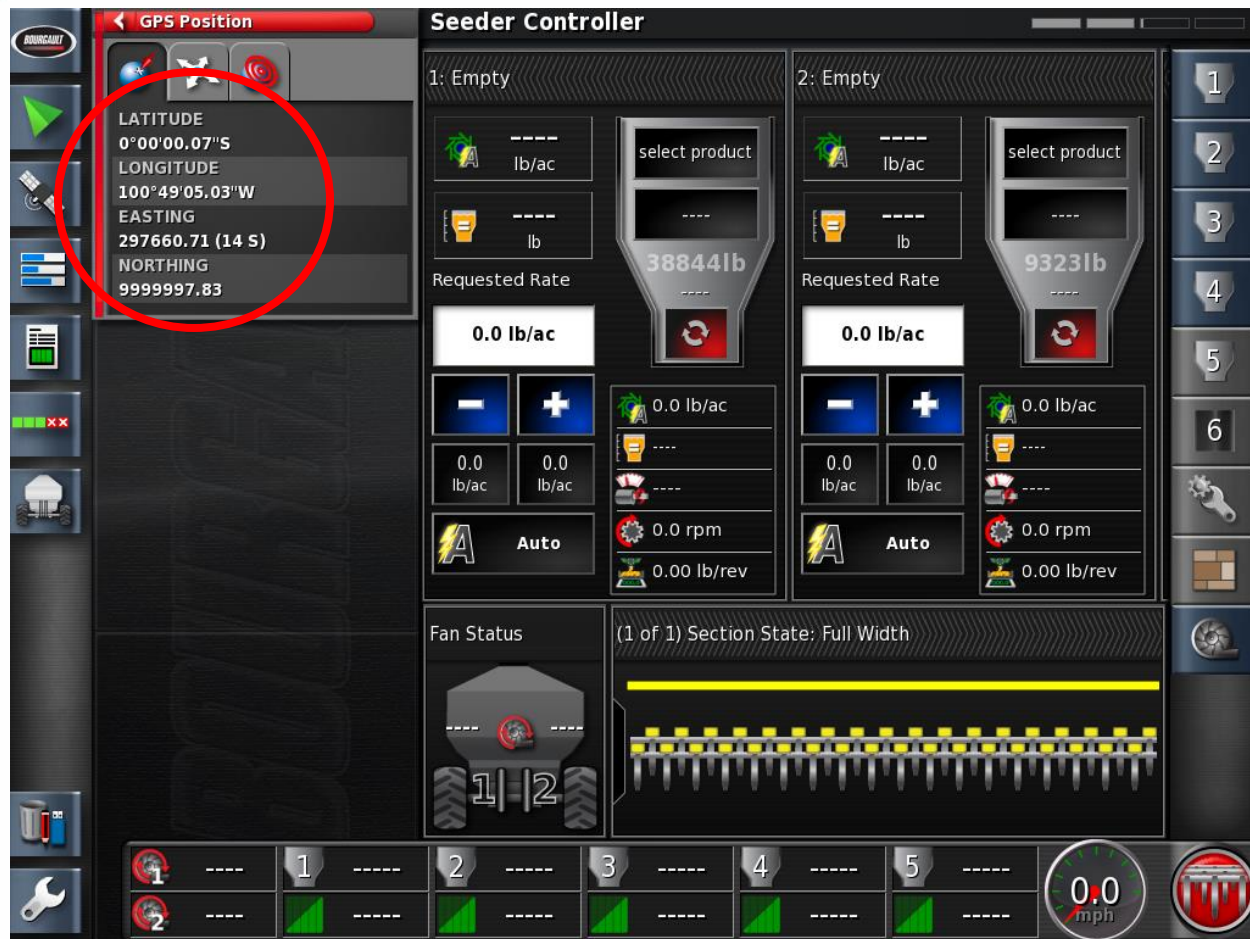 BOURGAULT
GPS Position
Seeder Controller
LATITUDE
0°00'00.07"S
LONGITUDE
100°49'05.03"W
EASTING
297660.71 (14 S)
NORTHING
9999997.83
1: Empty
----
lb/ac
----
lb
select product
----
38844lb
----
Requested Rate
0.0 lb/ac
0.0
lb/ac
0.0
lb/ac
A Auto
0.0 lb/ac
----
----
0.0 rpm
0.00 lb/rev
2: Empty
----
lb/ac
----
lb
select product
----
9323lb
----
Requested Rate
0.0 lb/ac
0.0
lb/ac
0.0
lb/ac
A Auto
0.0 lb/ac
----
----
0.0 rpm
0.00 lb/rev
1
2
3
4
5
6
Fan Status
---- ----
1 2
(1 of 1) Section State: Full Width
BOURGAULT
1 ---- 1 ----- 2 ----- 3 ----- 4 ----- 5 -----
2 ---- ----- ----- ----- ----- -----
0.0
mph